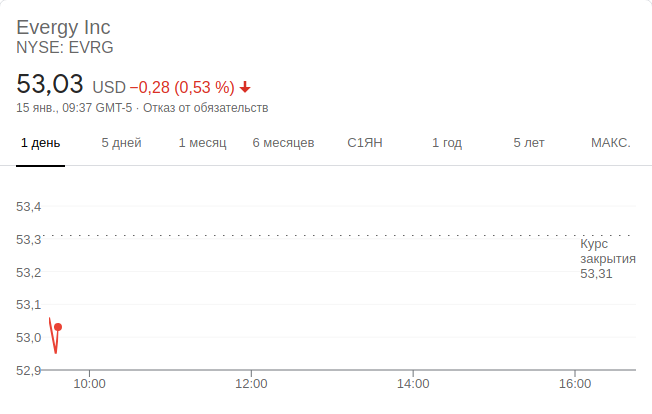 Evergy Inc
NYSE: EVRG
53,03 USD −0,28 (0,53 %)
15 янв., 09:37 GMT-5 · Отказ от обязательств
1 день 5 дней 1 месяц 6 месяцев С1ЯН 1 год 5 лет МАКС.
53,4
53,3
Курс
закрытия
53,31
53,2
53,1
53,0
52,9
10:00 12:00 14:00 16:00